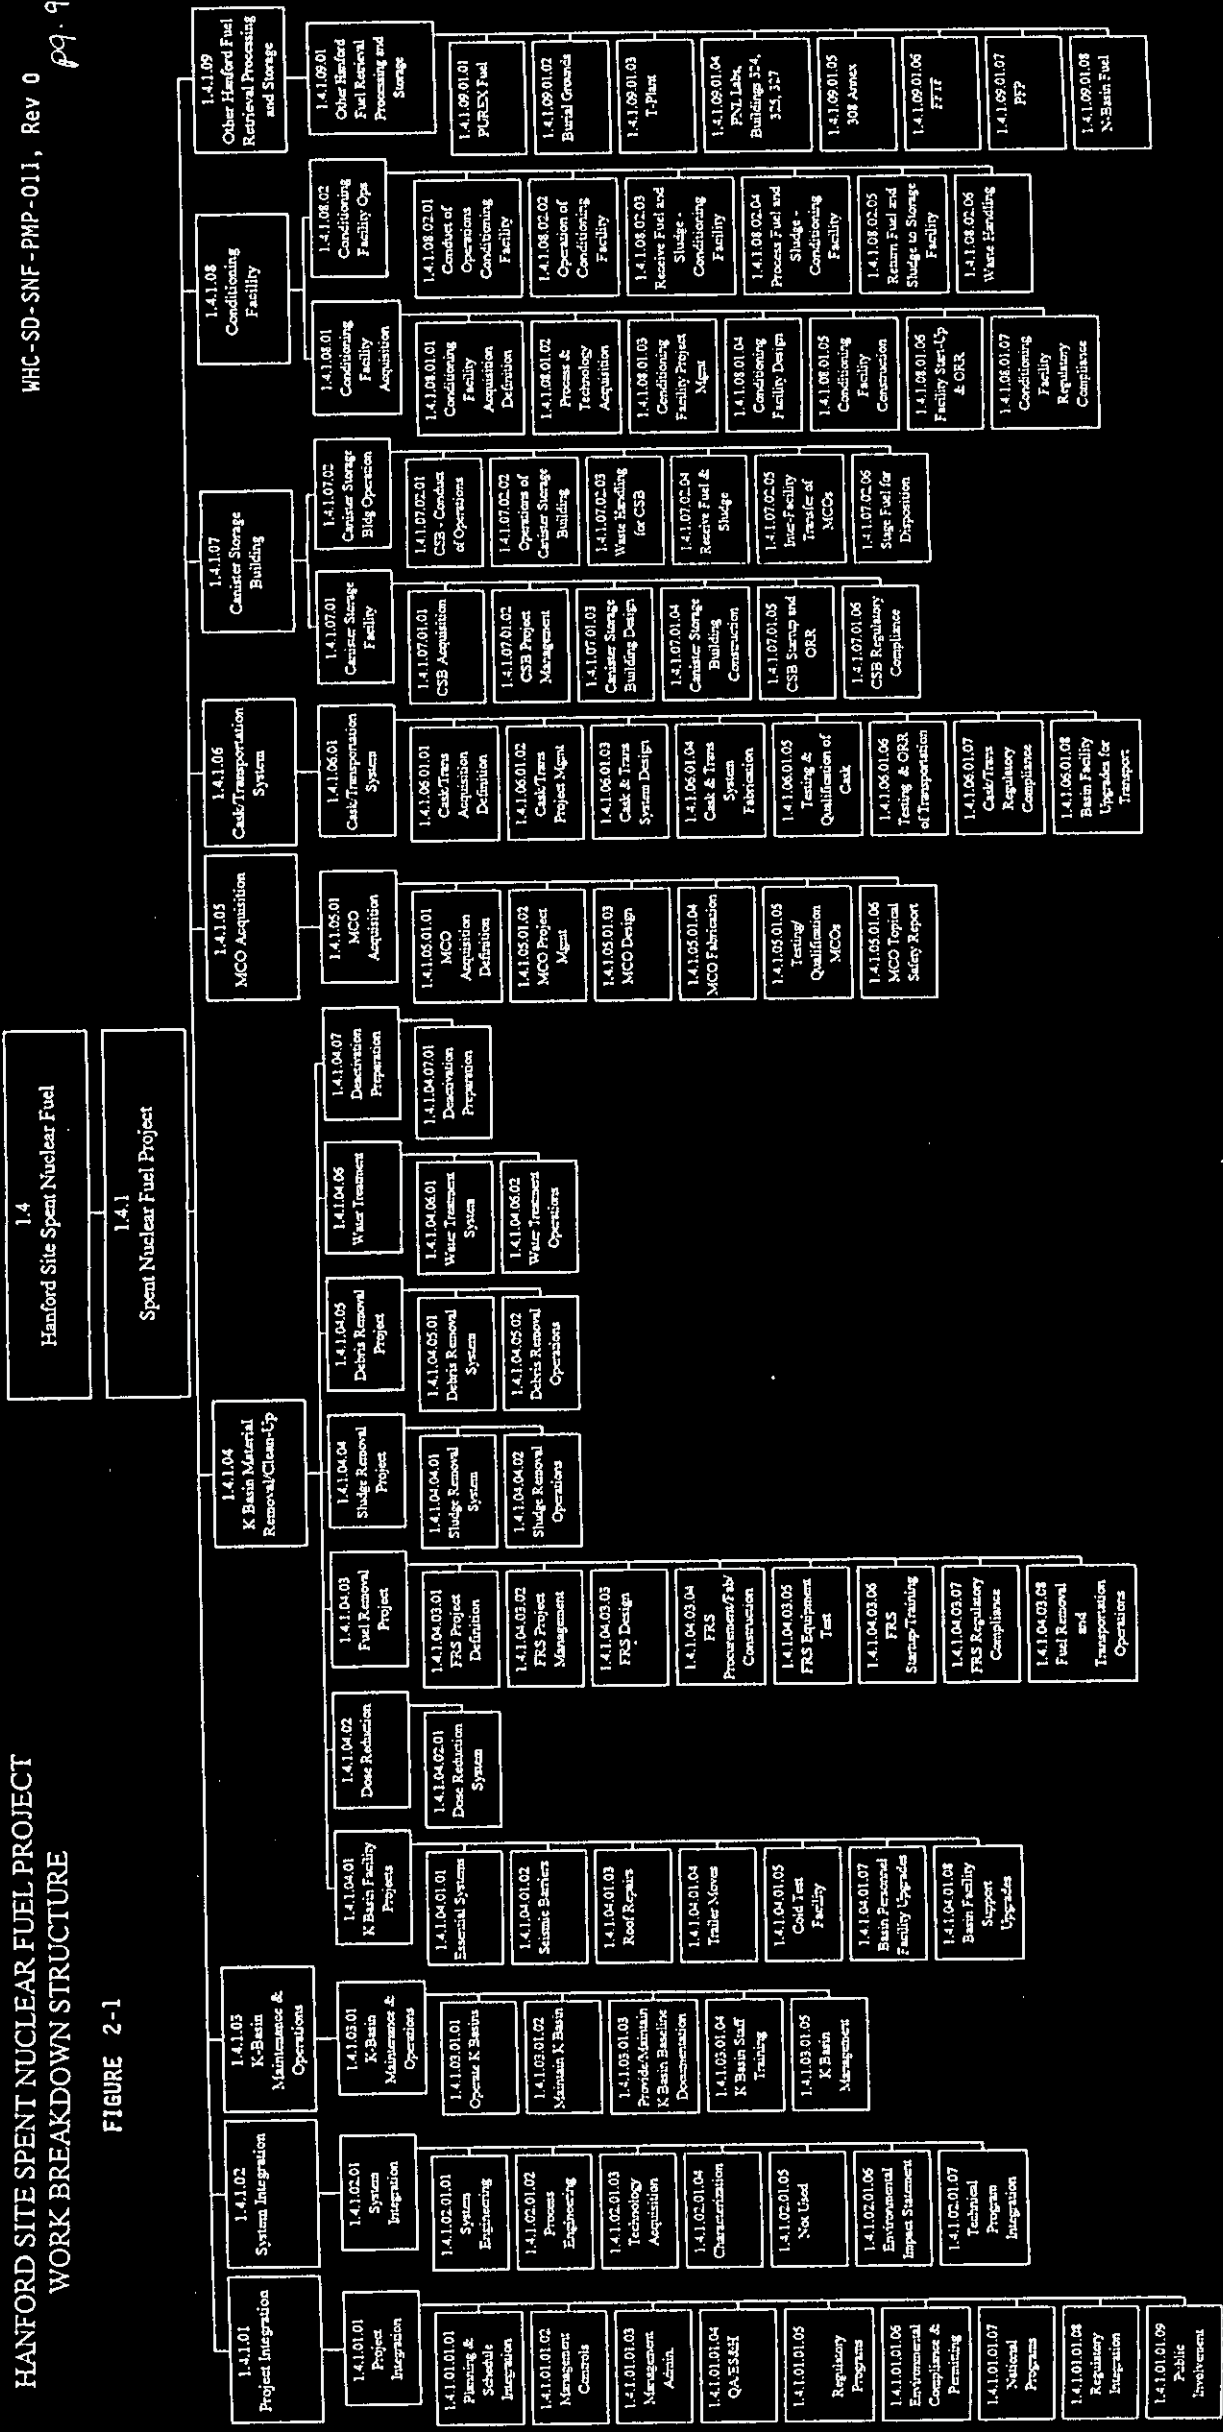 WHC-SD-SNF-PMP-011, Rev 0
pg. 9
HANFORD SITE SPENT NUCLEAR FUEL PROJECT
WORK BREAKDOWN STRUCTURE
FIGURE 2-1
1.4
Hanford Site Spent Nuclear Fuel
1.4.1
Spent Nuclear Fuel Project
1.4.1.01
Project Integration
1.4.1.01.01
Project
Integration
1.4.1.01.01.01
Planning &
Schedule
Integration
1.4.1.01.01.02
Management
Controls
1.4.1.01.01.03
Management
Admin.
1.4.1.01.01.04
QA/ES&H
1.4.1.01.01.05
Regulatory
Programs
1.4.1.01.01.06
Environmental
Compliance &
Permitting
1.4.1.01.01.07
National
Programs
1.4.1.01.01.08
Regulatory
Integration
1.4.1.01.01.09
Public
Involvement
1.4.1.02
System Integration
1.4.1.02.01
System
Integration
1.4.1.02.01.01
System
Engineering
1.4.1.02.01.02
Process
Engineering
1.4.1.02.01.03
Technology
Acquisition
1.4.1.02.01.04
Characterization
1.4.1.02.01.05
Not Used
1.4.1.02.01.06
Environmental
Impact Statement
1.4.1.02.01.07
Technical
Program
Integration
1.4.1.03
K-Basin
Maintenance &
Operations
1.4.1.03.01
K-Basin
Maintenance &
Operations
1.4.1.03.01.01
Operate K Basins
1.4.1.03.01.02
Maintain K Basin
1.4.1.03.01.03
Provide/Maintain
K Basin Baseline
Documentation
1.4.1.03.01.04
K Basin Staff
Training
1.4.1.03.01.05
K Basin
Management
1.4.1.04
K Basin Material
Removal/Clean-Up
1.4.1.04.01
K Basin Facility
Projects
1.4.1.04.01.01
Essential Systems
1.4.1.04.01.02
Seismic Barriers
1.4.1.04.01.03
Roof Repairs
1.4.1.04.01.04
Trailer Moves
1.4.1.04.01.05
Cold Test
Facility
1.4.1.04.01.07
Basin Personnel
Facility Upgrades
1.4.1.04.01.08
Basin Facility
Support
Upgrades
1.4.1.04.02
Dose Reduction
1.4.1.04.02.01
Dose Reduction
System
1.4.1.04.03
Fuel Removal
Project
1.4.1.04.03.01
FRS Project
Definition
1.4.1.04.03.02
FRS Project
Management
1.4.1.04.03.03
FRS Design
1.4.1.04.03.04
FRS
Procurement/Fab/
Construction
1.4.1.04.03.05
FRS Equipment
Test
1.4.1.04.03.06
FRS
Startup/Training
1.4.1.04.03.07
FRS Regulatory
Compliance
1.4.1.04.03.08
Fuel Removal
and
Transportation
Operations
1.4.1.04.04
Sludge Removal
Project
1.4.1.04.04.01
Sludge Removal
System
1.4.1.04.04.02
Sludge Removal
Operations
1.4.1.04.05
Debris Removal
Project
1.4.1.04.05.01
Debris Removal
System
1.4.1.04.05.02
Debris Removal
Operations
1.4.1.04.06
Water Treatment
1.4.1.04.06.01
Water Treatment
System
1.4.1.04.06.02
Water Treatment
Operations
1.4.1.04.07
Deactivation
Preparation
1.4.1.04.07.01
Deactivation
Preparation
1.4.1.05
MCO Acquisition
1.4.1.05.01
MCO
Acquisition
1.4.1.05.01.01
MCO
Acquisition
Definition
1.4.1.05.01.02
MCO Project
Mgmt
1.4.1.05.01.03
MCO Design
1.4.1.05.01.04
MCO Fabrication
1.4.1.05.01.05
Testing/
Qualification
MCOs
1.4.1.05.01.06
MCO Topical
Safety Report
1.4.1.06
Cask/Transportation
System
1.4.1.06.01
Cask/Transportation
System
1.4.1.06.01.01
Cask/Trans
Acquisition
Definition
1.4.1.06.01.02
Cask/Trans
Project Mgmt
1.4.1.06.01.03
Cask & Trans
System Design
1.4.1.06.01.04
Cask & Trans
System
Fabrication
1.4.1.06.01.05
Testing &
Qualification of
Cask
1.4.1.06.01.06
Testing & ORR
of Transportation
1.4.1.06.01.07
Cask/Trans
Regulatory
Compliance
1.4.1.06.01.08
Basin Facility
Upgrades for
Transport
1.4.1.07
Canister Storage
Building
1.4.1.07.01
Canister Storage
Facility
1.4.1.07.01.01
CSB Acquisition
1.4.1.07.01.02
CSB Project
Management
1.4.1.07.01.03
Canister Storage
Building Design
1.4.1.07.01.04
Canister Storage
Building
Construction
1.4.1.07.01.05
CSB Startup and
ORR
1.4.1.07.01.06
CSB Regulatory
Compliance
1.4.1.07.02
Canister Storage
Bldg Operation
1.4.1.07.02.01
CSB - Conduct
of Operations
1.4.1.07.02.02
Operations of
Canister Storage
Building
1.4.1.07.02.03
Waste Handling
for CSB
1.4.1.07.02.04
Receive Fuel &
Sludge
1.4.1.07.02.05
Inter-Facility
Transfer of
MCOs
1.4.1.07.02.06
Stage Fuel for
Disposition
1.4.1.08
Conditioning
Facility
1.4.1.08.01
Conditioning
Facility
Acquisition
1.4.1.08.01.01
Conditioning
Facility
Acquisition
Definition
1.4.1.08.01.02
Process &
Technology
Acquisition
1.4.1.08.01.03
Conditioning
Facility Project
Mgmt
1.4.1.08.01.04
Conditioning
Facility Design
1.4.1.08.01.05
Conditioning
Facility
Construction
1.4.1.08.01.06
Facility Start-Up
& ORR
1.4.1.08.01.07
Conditioning
Facility
Regulatory
Compliance
1.4.1.08.02
Conditioning
Facility Ops
1.4.1.08.02.01
Conduct of
Operations
Conditioning
Facility
1.4.1.08.02.02
Operation of
Conditioning
Facility
1.4.1.08.02.03
Receive Fuel and
Sludge -
Conditioning
Facility
1.4.1.08.02.04
Process Fuel and
Sludge -
Conditioning
Facility
1.4.1.08.02.05
Return Fuel and
Sludge to Storage
Facility
1.4.1.08.02.06
Waste Handling
1.4.1.09
Other Hanford Fuel
Retrieval Processing
and Storage
1.4.1.09.01
Other Hanford
Fuel Retrieval
Processing and
Storage
1.4.1.09.01.01
PUREX Fuel
1.4.1.09.01.02
Burial Grounds
1.4.1.09.01.03
T-Plant
1.4.1.09.01.04
PNL Labs,
Buildings 324,
325, 327
1.4.1.09.01.05
308 Annex
1.4.1.09.01.06
FFTF
1.4.1.09.01.07
PFP
1.4.1.09.01.08
N-Basin Fuel